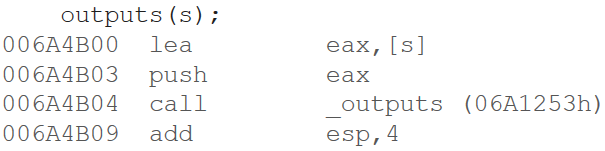 outputs(s);
006A4B00 lea eax,[s]
006A4B03 push eax
006A4B04 call _outputs (06A1253h)
006A4B09 add esp,4